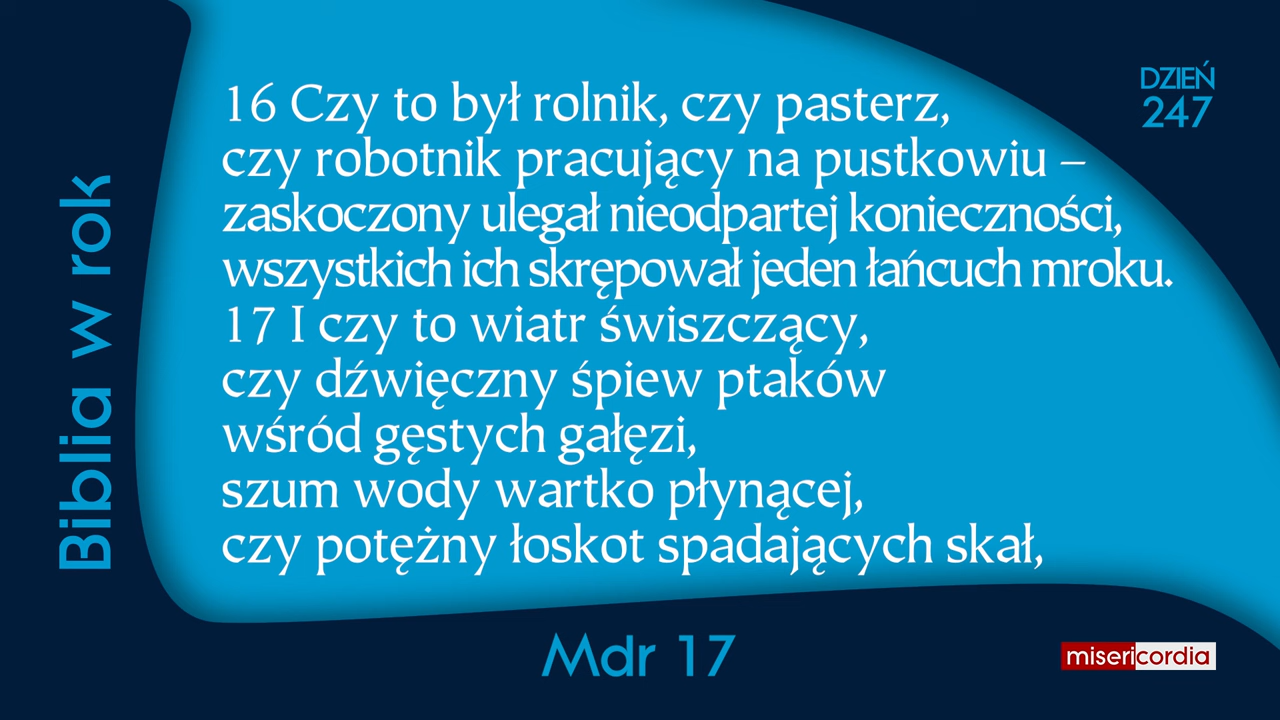 DZIEŃ
247
Biblia w rok
16 Czy to był rolnik, czy pasterz,
czy robotnik pracujący na pustkowiu –
zaskoczony ulegał nieodpartej konieczności,
wszystkich ich skrępował jeden łańcuch mroku.
17 I czy to wiatr świszczący,
czy dźwięczny śpiew ptaków
wśród gęstych gałęzi,
szum wody wartko płynącej,
czy potężny łoskot spadających skał,
Mdr 17
misericordia